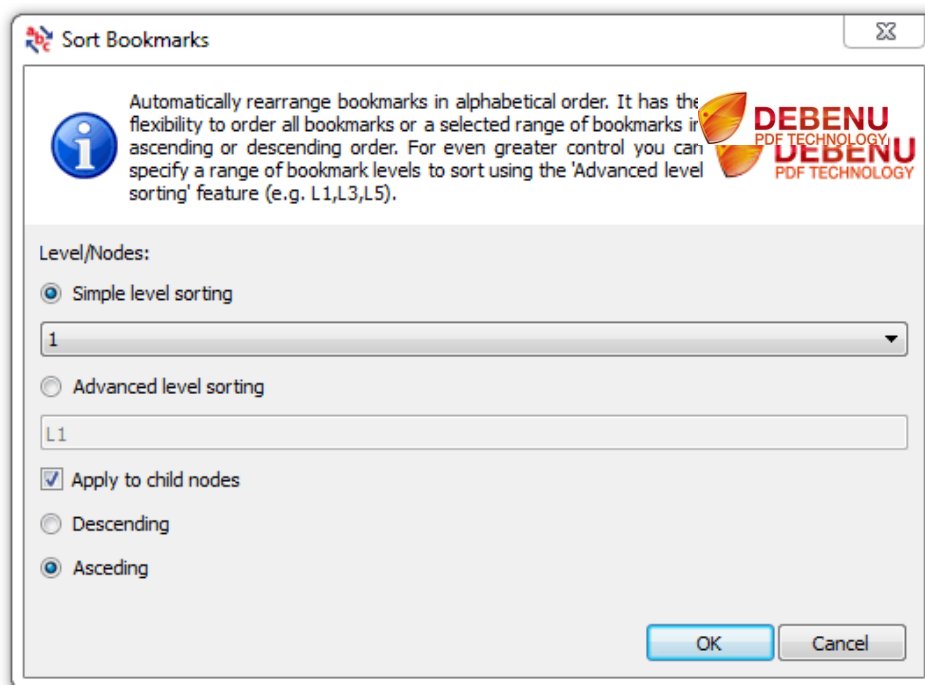 abc
Sort Bookmarks
Automatically rearrange bookmarks in alphabetical order. It has the
flexibility to order all bookmarks or a selected range of bookmarks in
ascending or descending order. For even greater control you can
specify a range of bookmark levels to sort using the 'Advanced level
sorting' feature (e.g. L1,L3,L5).
DEBENU
PDF TECHNOLOGY
DEBENU
PDF TECHNOLOGY
Level/Nodes:
Simple level sorting
1
Advanced level sorting
L1
Apply to child nodes
Descending
Asceding
OK
Cancel